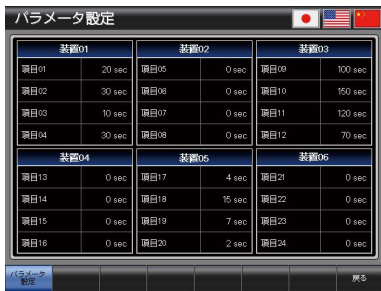 パラメータ設定
装置01 装置02 装置03
項目01 20 sec 項目05 0 sec 項目09 100 sec
項目02 30 sec 項目06 0 sec 項目10 150 sec
項目03 10 sec 項目07 0 sec 項目11 120 sec
項目04 30 sec 項目08 0 sec 項目12 70 sec
装置04 装置05 装置06
項目13 0 sec 項目17 4 sec 項目21 0 sec
項目14 0 sec 項目18 15 sec 項目22 0 sec
項目15 0 sec 項目19 7 sec 項目23 0 sec
項目16 0 sec 項目20 2 sec 項目24 0 sec
パラメータ
設定 戻る